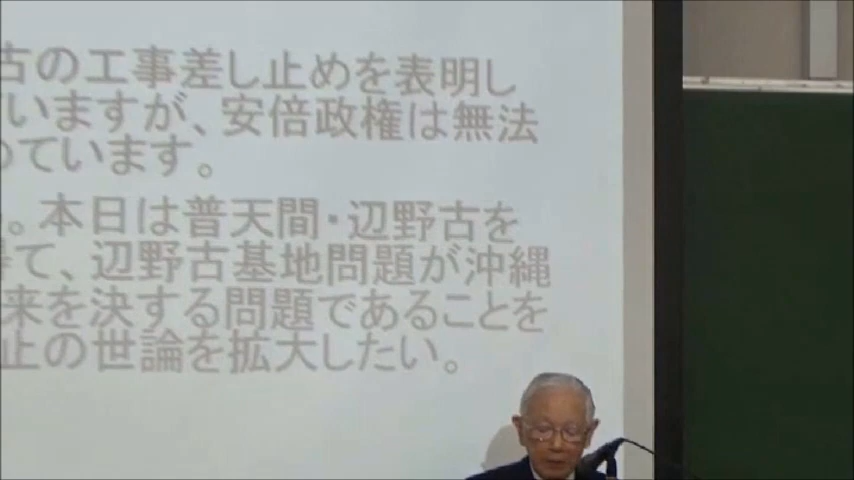 古の工事差し止めを表明し
いますが、安倍政権は無法
ています。
。本日は普天間・辺野古を
て、辺野古基地問題が沖縄
来を決する問題であることを
止の世論を拡大したい。